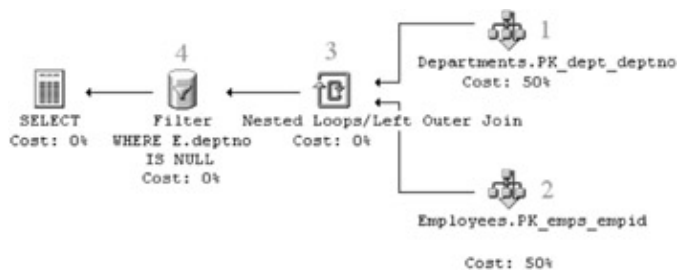 1
Departments.PK_dept_deptno
Cost: 50%
4
3
SELECT
Cost: 0%
Filter
WHERE E.deptno
IS NULL
Cost: 0%
Nested Loops/Left Outer Join
Cost: 0%
2
Employees.PK_emps_empid
Cost: 50%